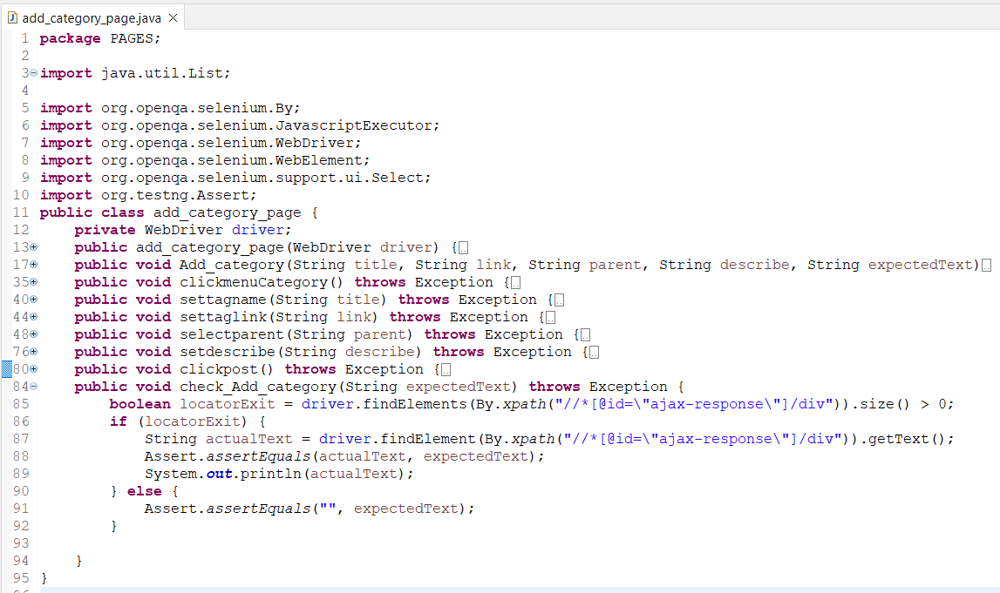 add_category_page.java
1 package PAGES;
2
3 import java.util.List;
4
5 import org.openqa.selenium.By;
6 import org.openqa.selenium.JavascriptExecutor;
7 import org.openqa.selenium.WebDriver;
8 import org.openqa.selenium.WebElement;
9 import org.openqa.selenium.support.ui.Select;
10 import org.testng.Assert;
11 public class add_category_page {
12     private WebDriver driver;
13     public add_category_page(WebDriver driver) {
17     public void Add_category(String title, String link, String parent, String describe, String expectedText)
35     public void clickmenuCategory() throws Exception {
40     public void settagname(String title) throws Exception {
44     public void settaglink(String link) throws Exception {
48     public void selectparent(String parent) throws Exception {
76     public void setdescribe(String describe) throws Exception {
80     public void clickpost() throws Exception {
84     public void check_Add_category(String expectedText) throws Exception {
85         boolean locatorExit = driver.findElements(By.xpath("//*[@id=\"ajax-response\"]/div")).size() > 0;
86         if (locatorExit) {
87             String actualText = driver.findElement(By.xpath("//*[@id=\"ajax-response\"]/div")).getText();
88             Assert.assertEquals(actualText, expectedText);
89             System.out.println(actualText);
90         } else {
91             Assert.assertEquals("", expectedText);
92         }
93
94     }
95 }